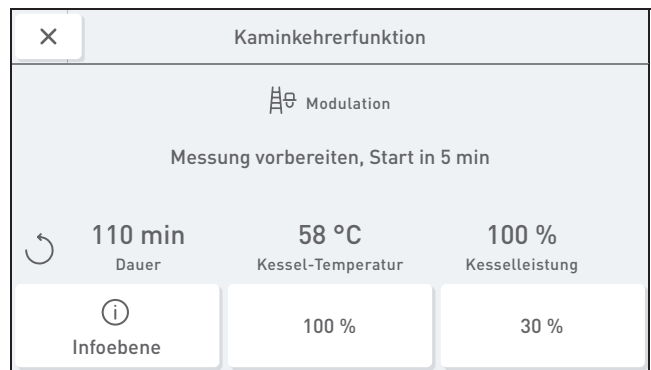 Kaminkehrerfunktion
Modulation
Messung vorbereiten, Start in 5 min
110 min 58 °C 100 %
Dauer Kessel-Temperatur Kesselleistung
Infoebene 100 % 30 %